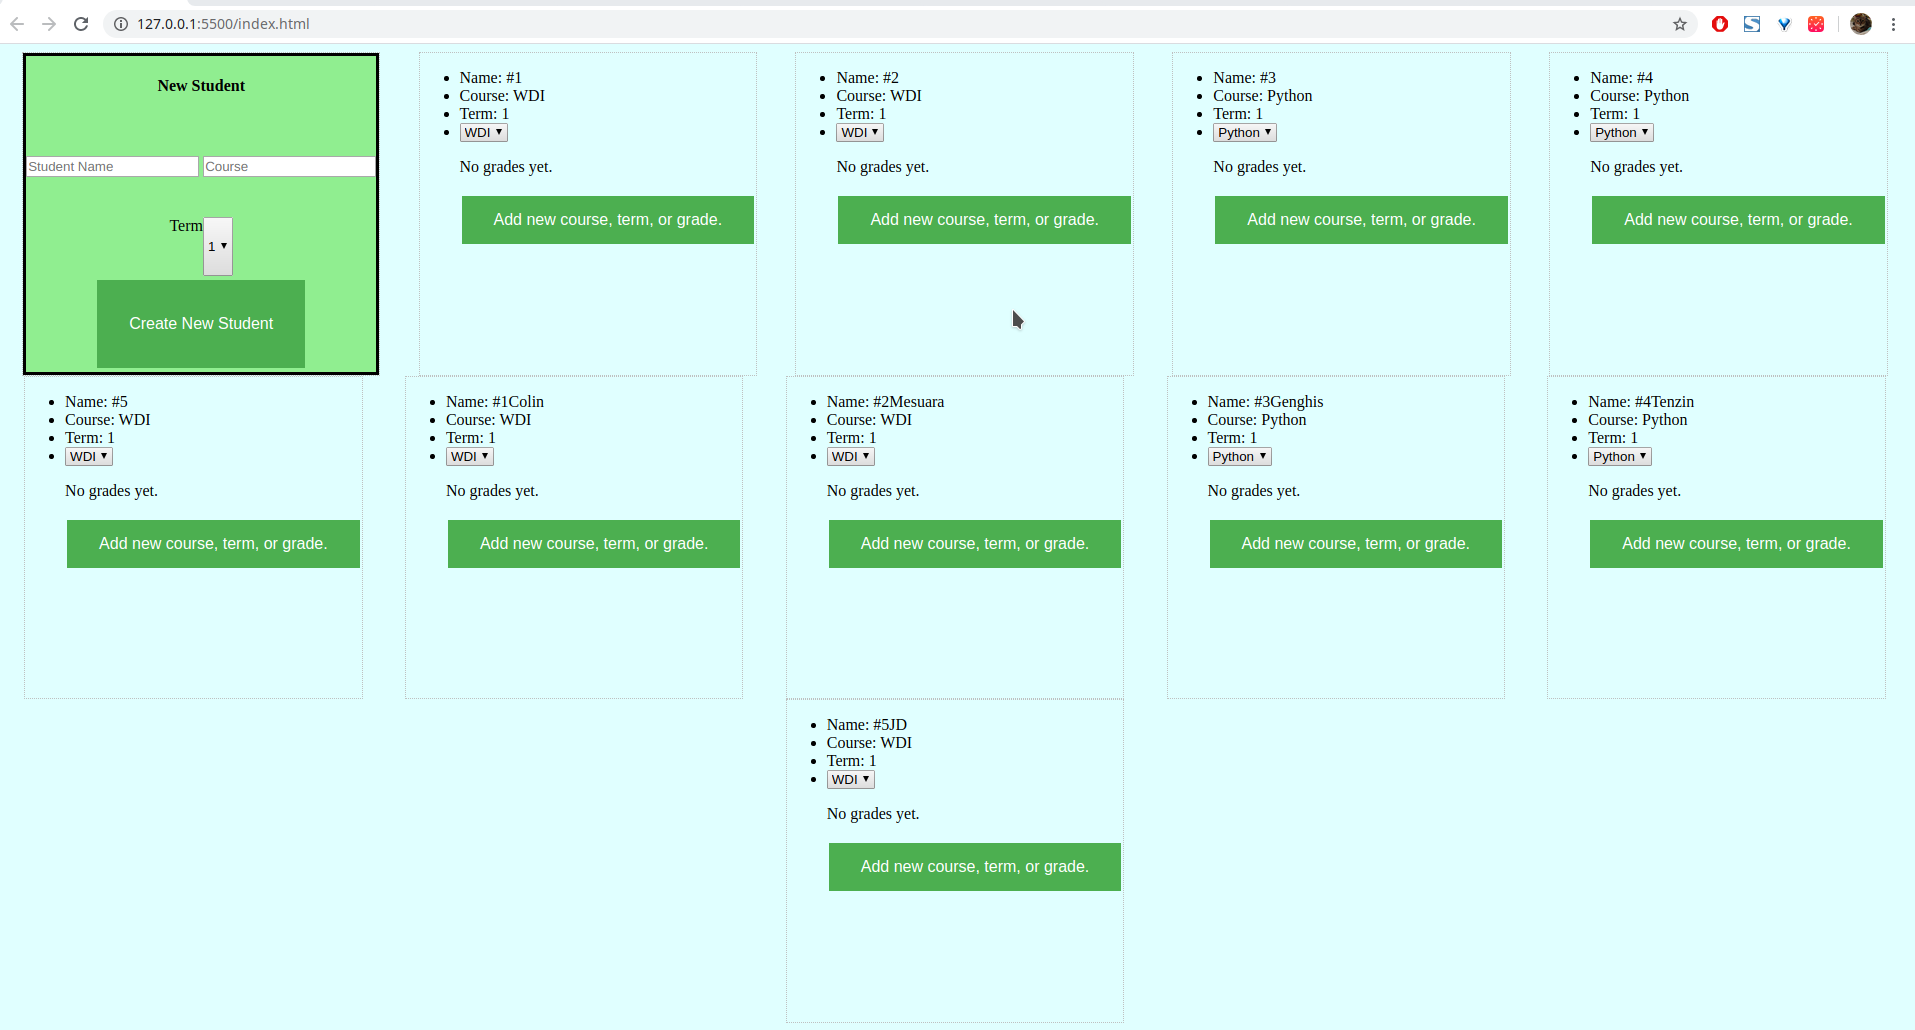 127.0.0.1:5500/index.html
New Student
Student Name
Course
Term
1
Create New Student
Name: #1
Course: WDI
Term: 1
WDI
No grades yet.
Add new course, term, or grade.
Name: #2
Course: WDI
Term: 1
WDI
No grades yet.
Add new course, term, or grade.
Name: #3
Course: Python
Term: 1
Python
No grades yet.
Add new course, term, or grade.
Name: #4
Course: Python
Term: 1
Python
No grades yet.
Add new course, term, or grade.
Name: #5
Course: WDI
Term: 1
WDI
No grades yet.
Add new course, term, or grade.
Name: #1Colin
Course: WDI
Term: 1
WDI
No grades yet.
Add new course, term, or grade.
Name: #2Mesuara
Course: WDI
Term: 1
WDI
No grades yet.
Add new course, term, or grade.
Name: #3Genghis
Course: Python
Term: 1
Python
No grades yet.
Add new course, term, or grade.
Name: #4Tenzin
Course: Python
Term: 1
Python
No grades yet.
Add new course, term, or grade.
Name: #5JD
Course: WDI
Term: 1
WDI
No grades yet.
Add new course, term, or grade.